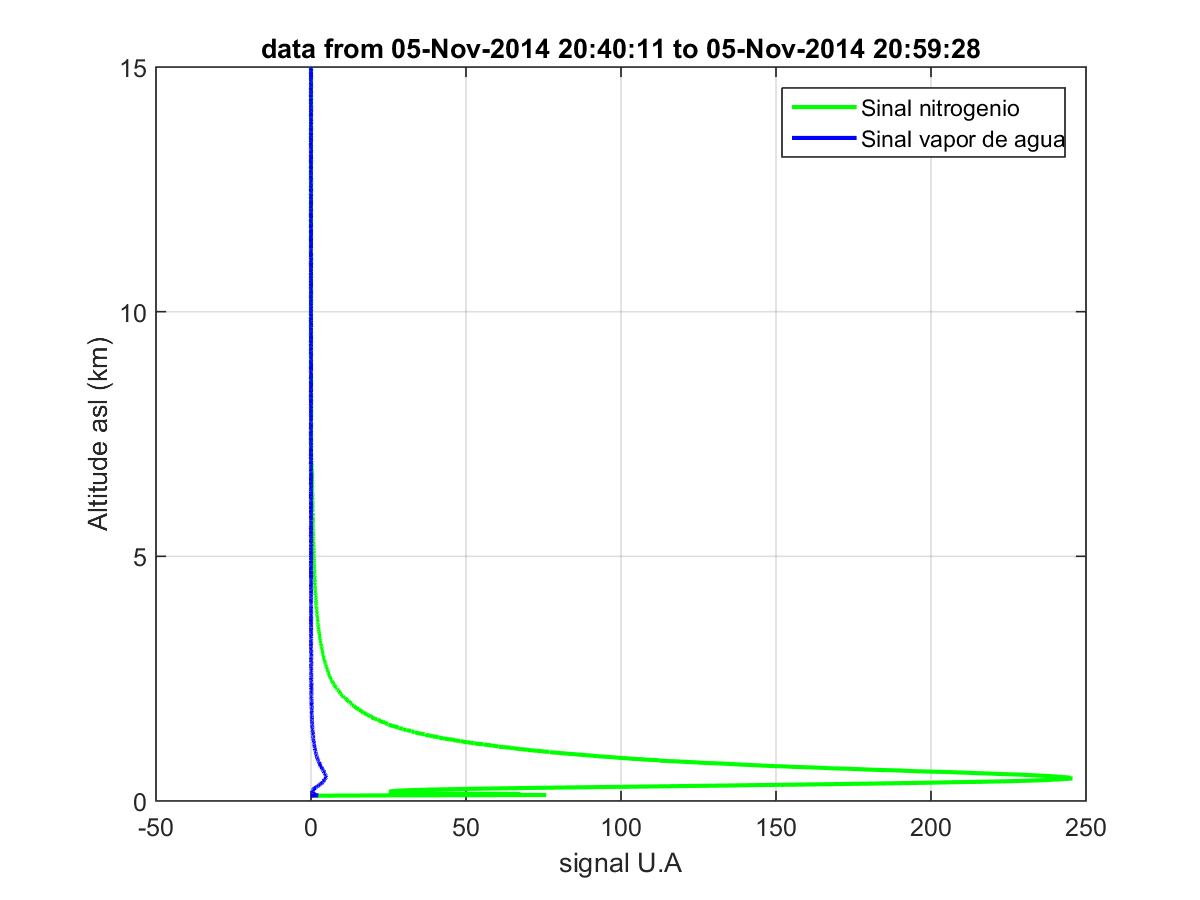 data from 05-Nov-2014 20:40:11 to 05-Nov-2014 20:59:28
15
Sinal nitrogenio
Sinal vapor de agua
10
Altitude asl (km)
5
0
-50 0 50 100 150 200 250
signal U.A